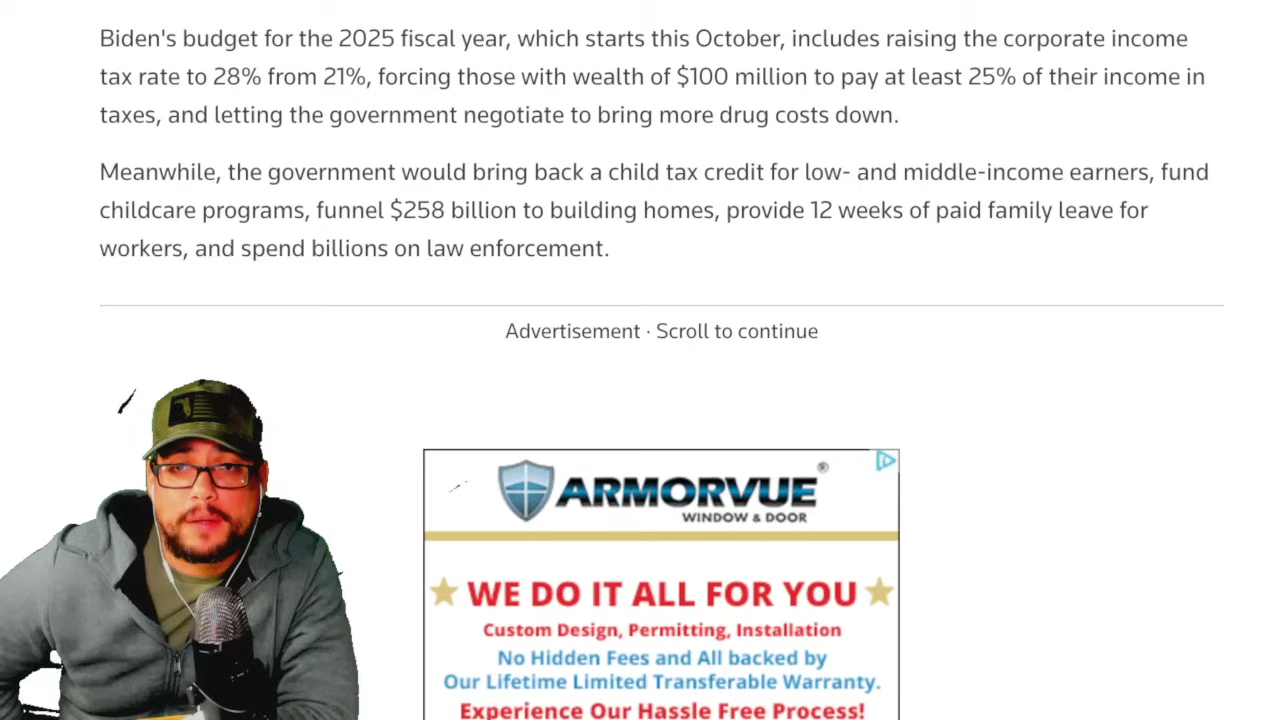 Biden's budget for the 2025 fiscal year, which starts this October, includes raising the corporate income
tax rate to 28% from 21%, forcing those with wealth of $100 million to pay at least 25% of their income in
taxes, and letting the government negotiate to bring more drug costs down.
Meanwhile, the government would bring back a child tax credit for low- and middle-income earners, fund
childcare programs, funnel $258 billion to building homes, provide 12 weeks of paid family leave for
workers, and spend billions on law enforcement.
Advertisement · Scroll to continue
ARMORVUE®
WINDOW & DOOR
WE DO IT ALL FOR YOU
Custom Design, Permitting, Installation
No Hidden Fees and All backed by
Our Lifetime Limited Transferable Warranty.
Experience Our Hassle Free Process!